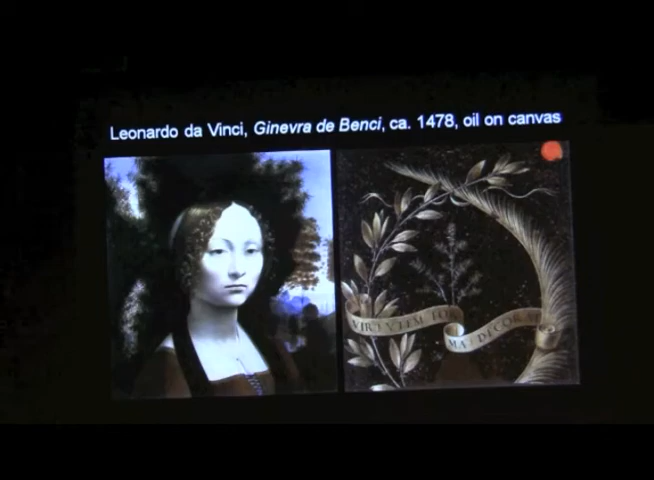 Leonardo da Vinci, Ginevra de Benci, ca. 1478, oil on canvas
VIRTVTEM FOR
MA DECOR